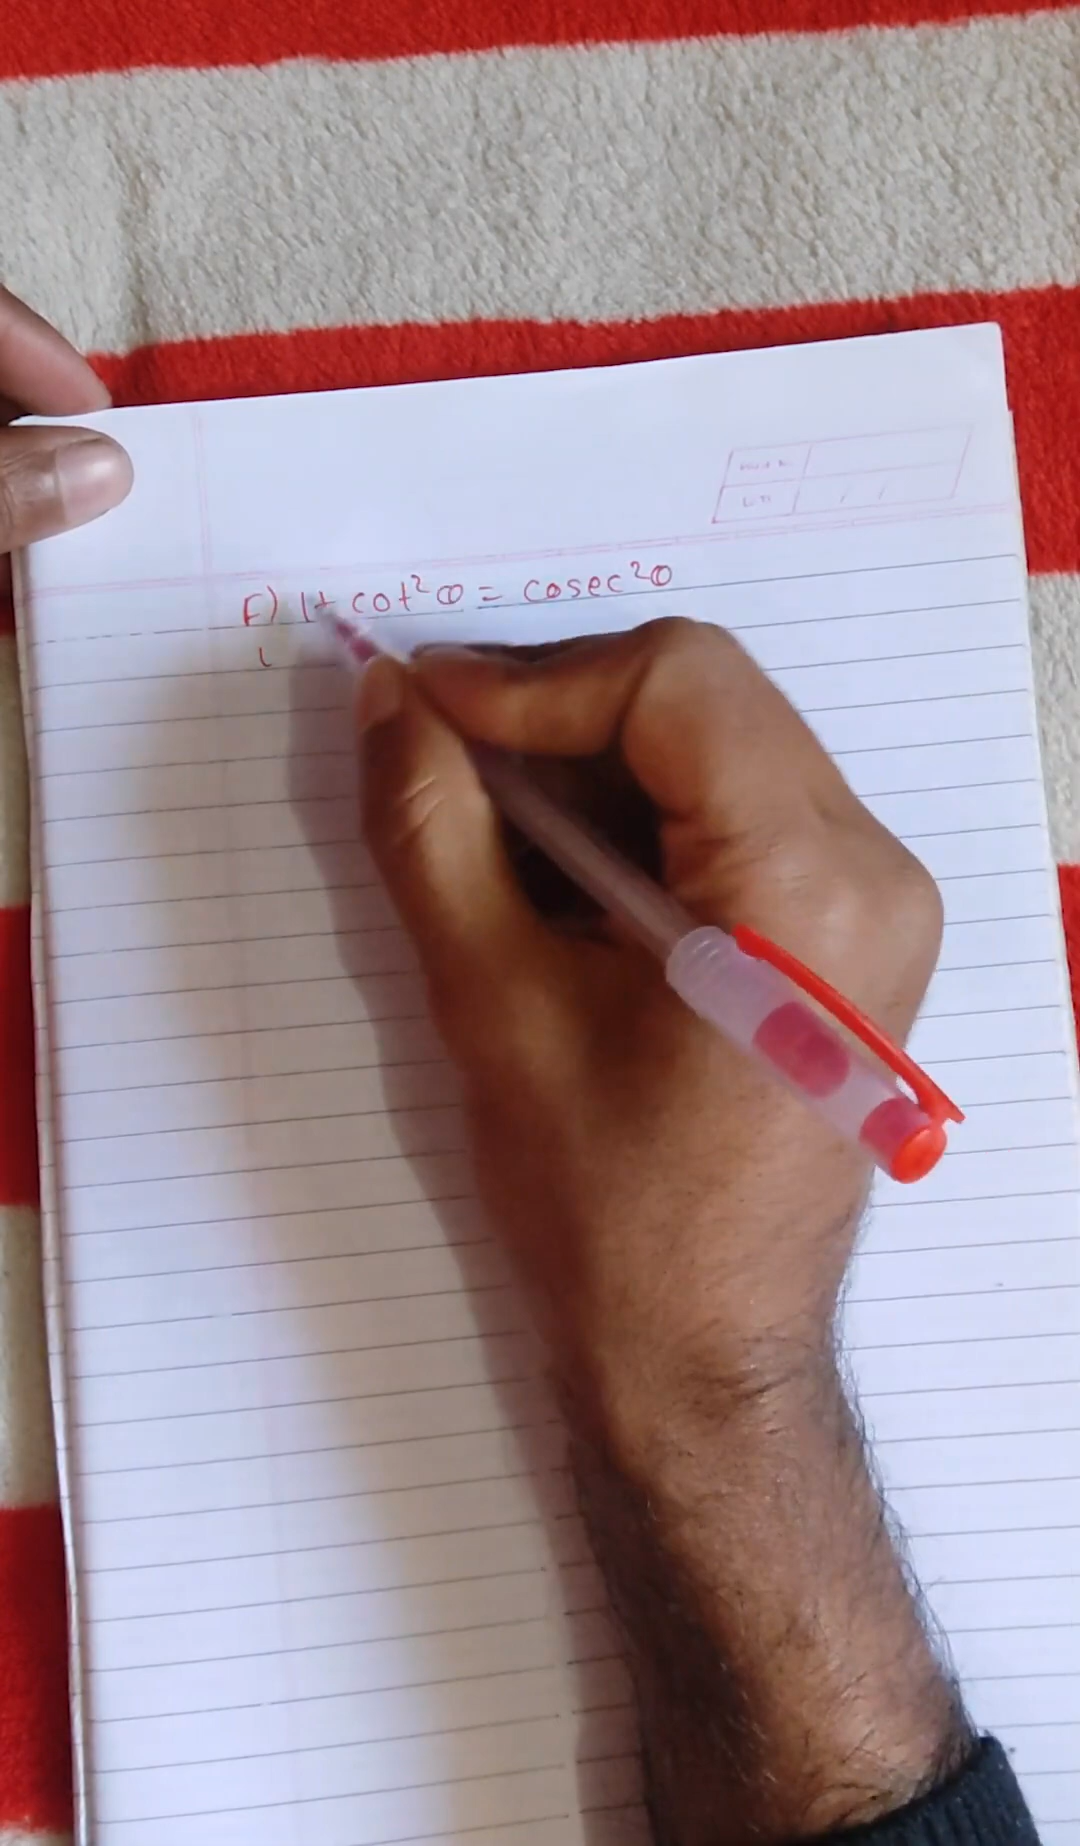 F) 1+ cot²θ = cosec²θ
(